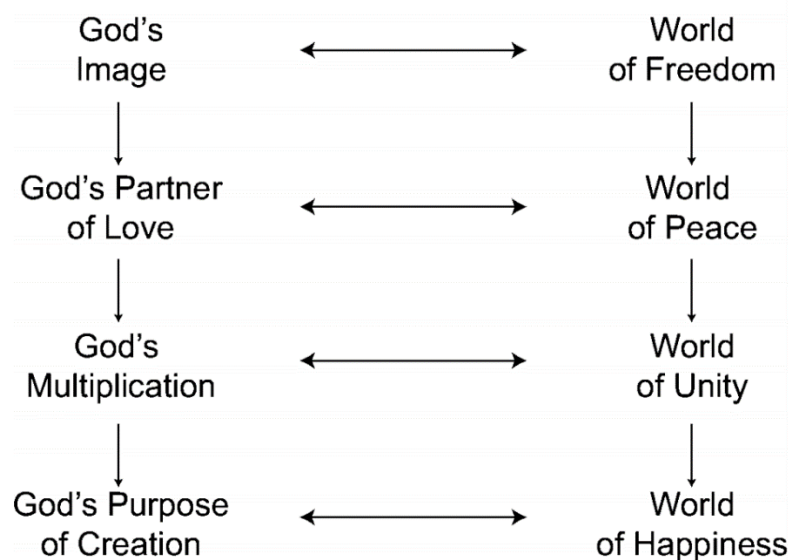 God’s
Image
World
of Freedom
God’s Partner
of Love
World
of Peace
God’s
Multiplication
World
of Unity
God’s Purpose
of Creation
World
of Happiness